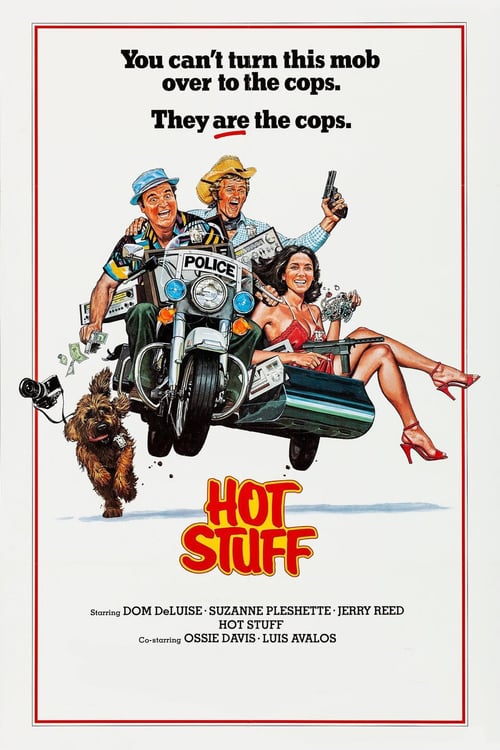 You can't turn this mob
over to the cops.
They are the cops.
POLICE
HOT
STUFF
Starring DOM DeLUISE · SUZANNE PLESHETTE · JERRY REED
HOT STUFF
Co-starring OSSIE DAVIS · LUIS AVALOS